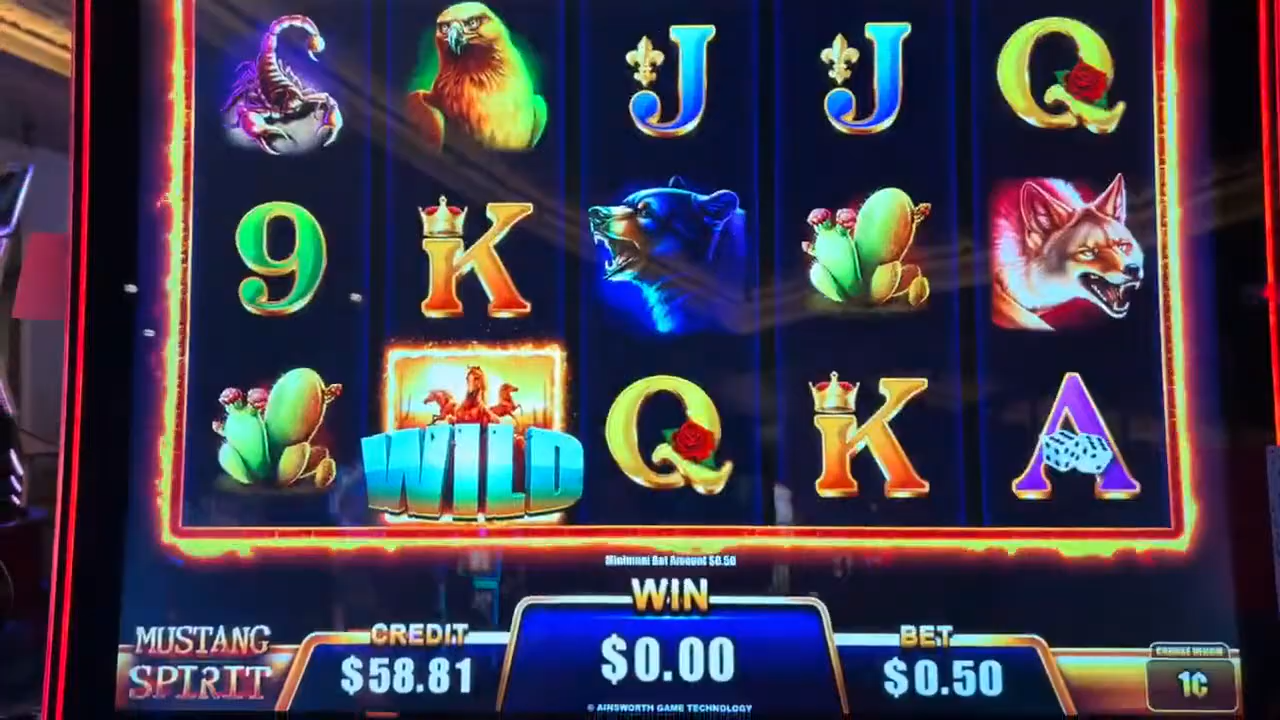 J J Q
9 K
WILD Q K A
Minimum Bet Amount $0.50
WIN
MUSTANG SPIRIT
CREDIT
$58.81
$0.00
BET
$0.50
1¢
© AINSWORTH GAME TECHNOLOGY